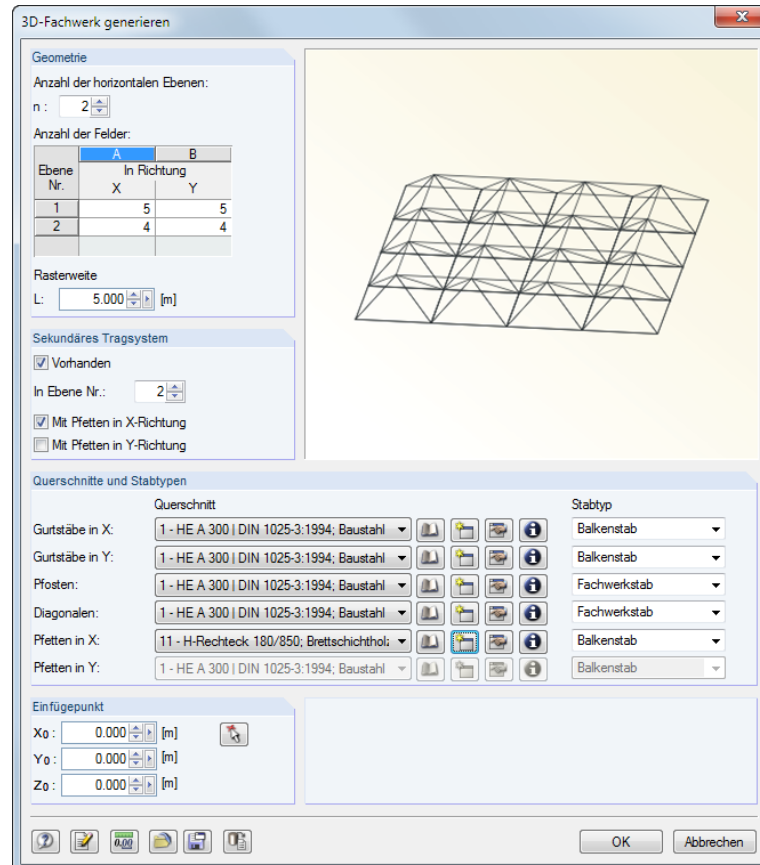 3D-Fachwerk generieren
Geometrie
Anzahl der horizontalen Ebenen:
n : 2
Anzahl der Felder:
A B
Ebene Nr. In Richtung
X Y
1 5 5
2 4 4
Rasterweite
L: 5.000 [m]
Sekundäres Tragsystem
Vorhanden
In Ebene Nr.: 2
Mit Pfetten in X-Richtung
Mit Pfetten in Y-Richtung
Querschnitte und Stabtypen
Querschnitt Stabtyp
Gurtstäbe in X: 1 - HE A 300 | DIN 1025-3:1994; Baustahl Balkenstab
Gurtstäbe in Y: 1 - HE A 300 | DIN 1025-3:1994; Baustahl Balkenstab
Pfosten: 1 - HE A 300 | DIN 1025-3:1994; Baustahl Fachwerkstab
Diagonalen: 1 - HE A 300 | DIN 1025-3:1994; Baustahl Fachwerkstab
Pfetten in X: 11 - H-Rechteck 180/850; Brettschichtholz Balkenstab
Pfetten in Y: 1 - HE A 300 | DIN 1025-3:1994; Baustahl Balkenstab
Einfügepunkt
X0 : 0.000 [m]
Y0 : 0.000 [m]
Z0 : 0.000 [m]
0.00
OK Abbrechen